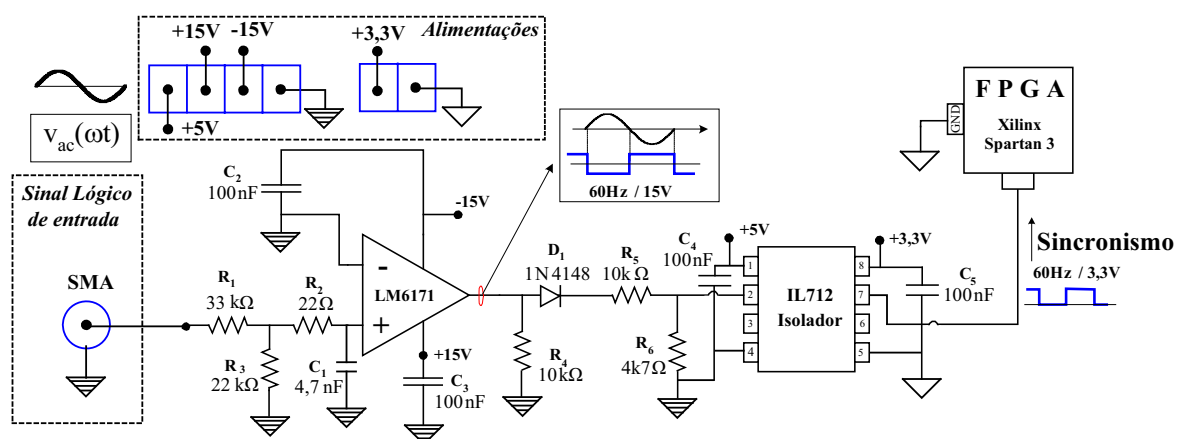 Alimentações
+15V
-15V
+5V
+3,3V
v_ac(ωt)
Sinal Lógico
de entrada
SMA
R1
33 kΩ
R2
22Ω
R3
22 kΩ
C1
4,7 nF
C2
100nF
-15V
-
LM6171
+
+15V
C3
100nF
60Hz / 15V
D1
1N4148
R4
10kΩ
R5
10kΩ
R6
4k7Ω
C4
100nF
+5V
IL712
Isolador
1
2
3
4
8
7
6
5
+3,3V
C5
100nF
GND
FPGA
Xilinx
Spartan 3
Sincronismo
60Hz / 3,3V